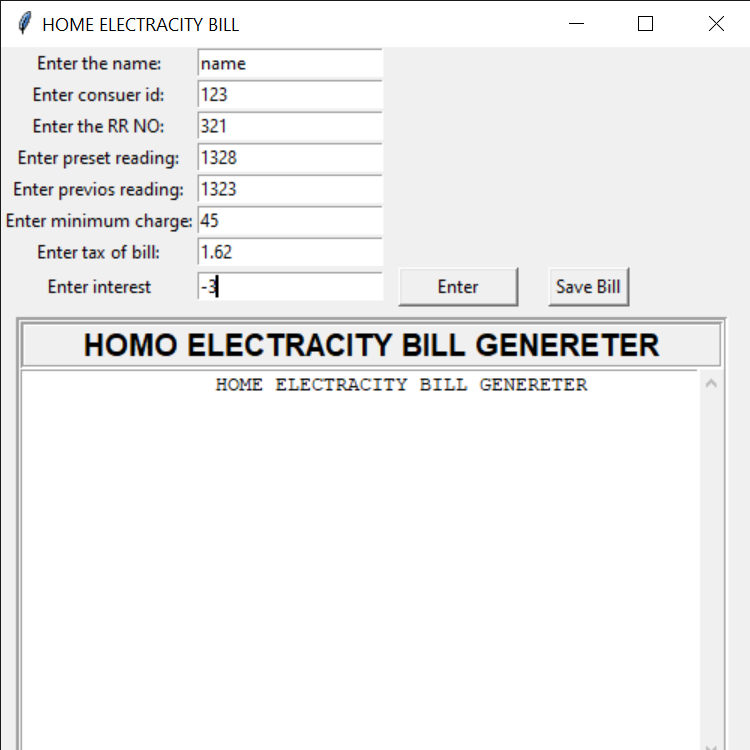 HOME ELECTRACITY BILL
Enter the name: name
Enter consuer id: 123
Enter the RR NO: 321
Enter preset reading: 1328
Enter previos reading: 1323
Enter minimum charge: 45
Enter tax of bill: 1.62
Enter interest -3 Enter Save Bill
HOMO ELECTRACITY BILL GENERETER
HOME ELECTRACITY BILL GENERETER